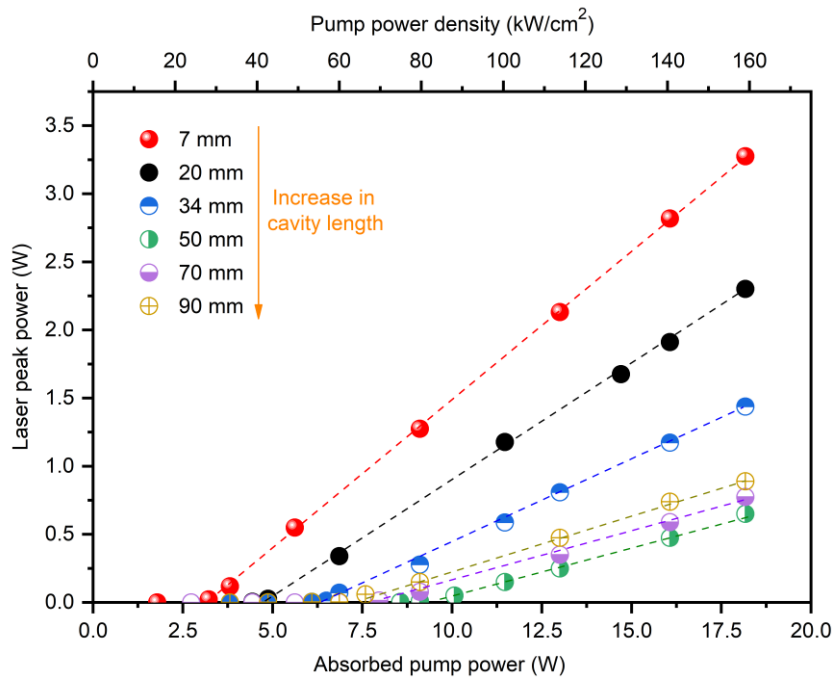 Pump power density (kW/cm²)
0 20 40 60 80 100 120 140 160
3.5
3.0
2.5
2.0
1.5
1.0
0.5
0.0
Laser peak power (W)
7 mm
20 mm
34 mm
50 mm
70 mm
90 mm
Increase in
cavity length
0.0 2.5 5.0 7.5 10.0 12.5 15.0 17.5 20.0
Absorbed pump power (W)